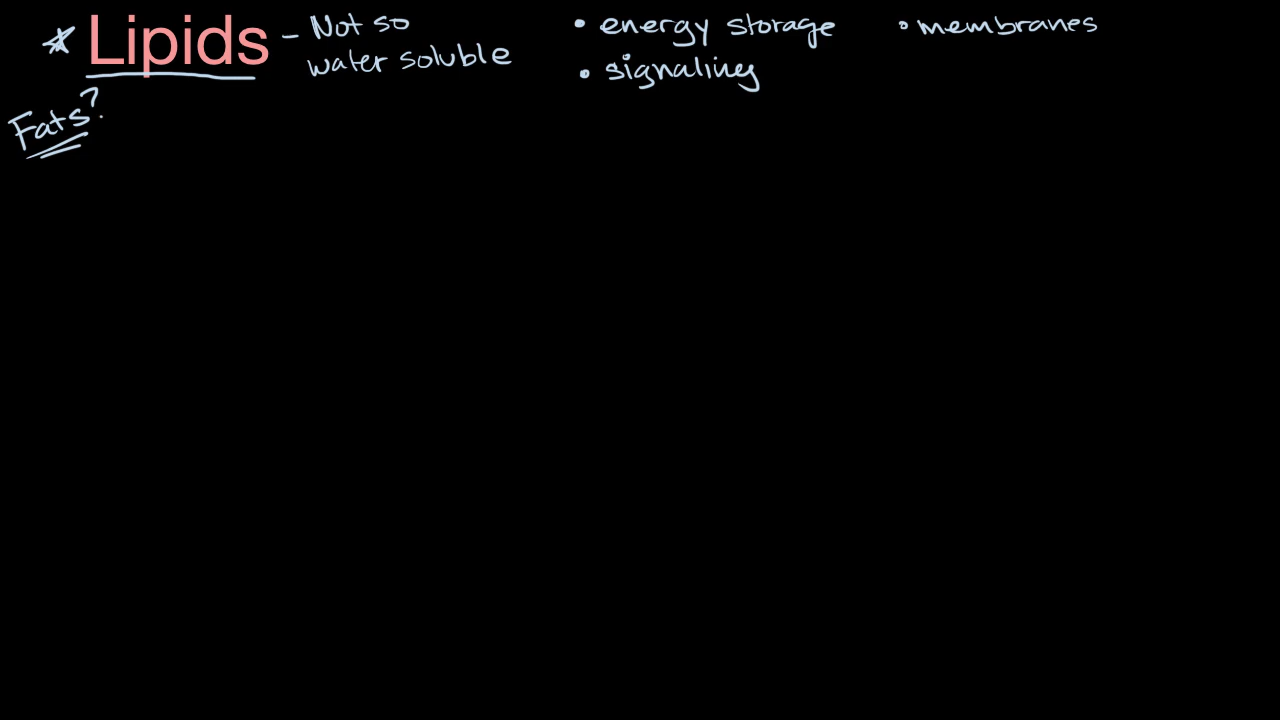 * Lipids - Not so
water soluble
• energy storage
• signaling
• membranes
Fats?